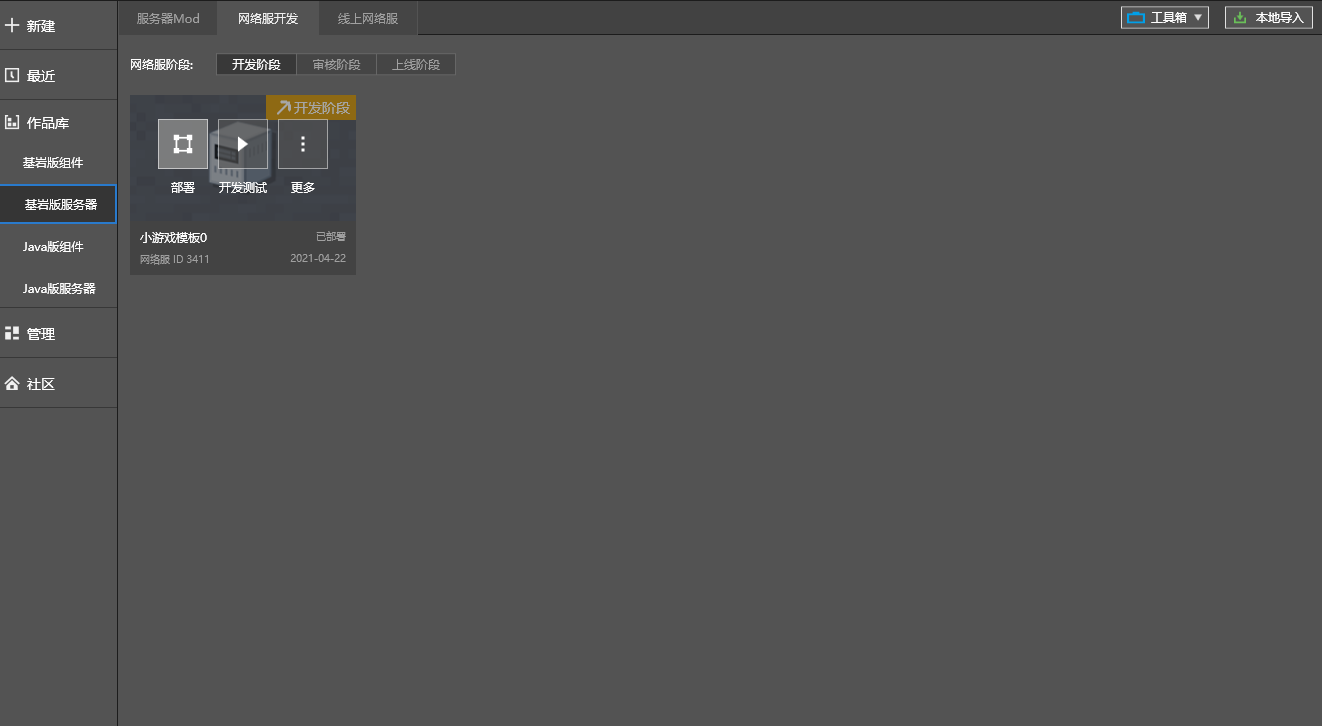 新建
最近
作品库
基岩版组件
基岩版服务器
Java版组件
Java版服务器
管理
社区
服务器Mod 网络服开发 线上网络服
工具箱 本地导入
网络服阶段: 开发阶段 审核阶段 上线阶段
开发阶段
部署 开发测试 更多
小游戏模板0 已部署
网络服 ID 3411 2021-04-22